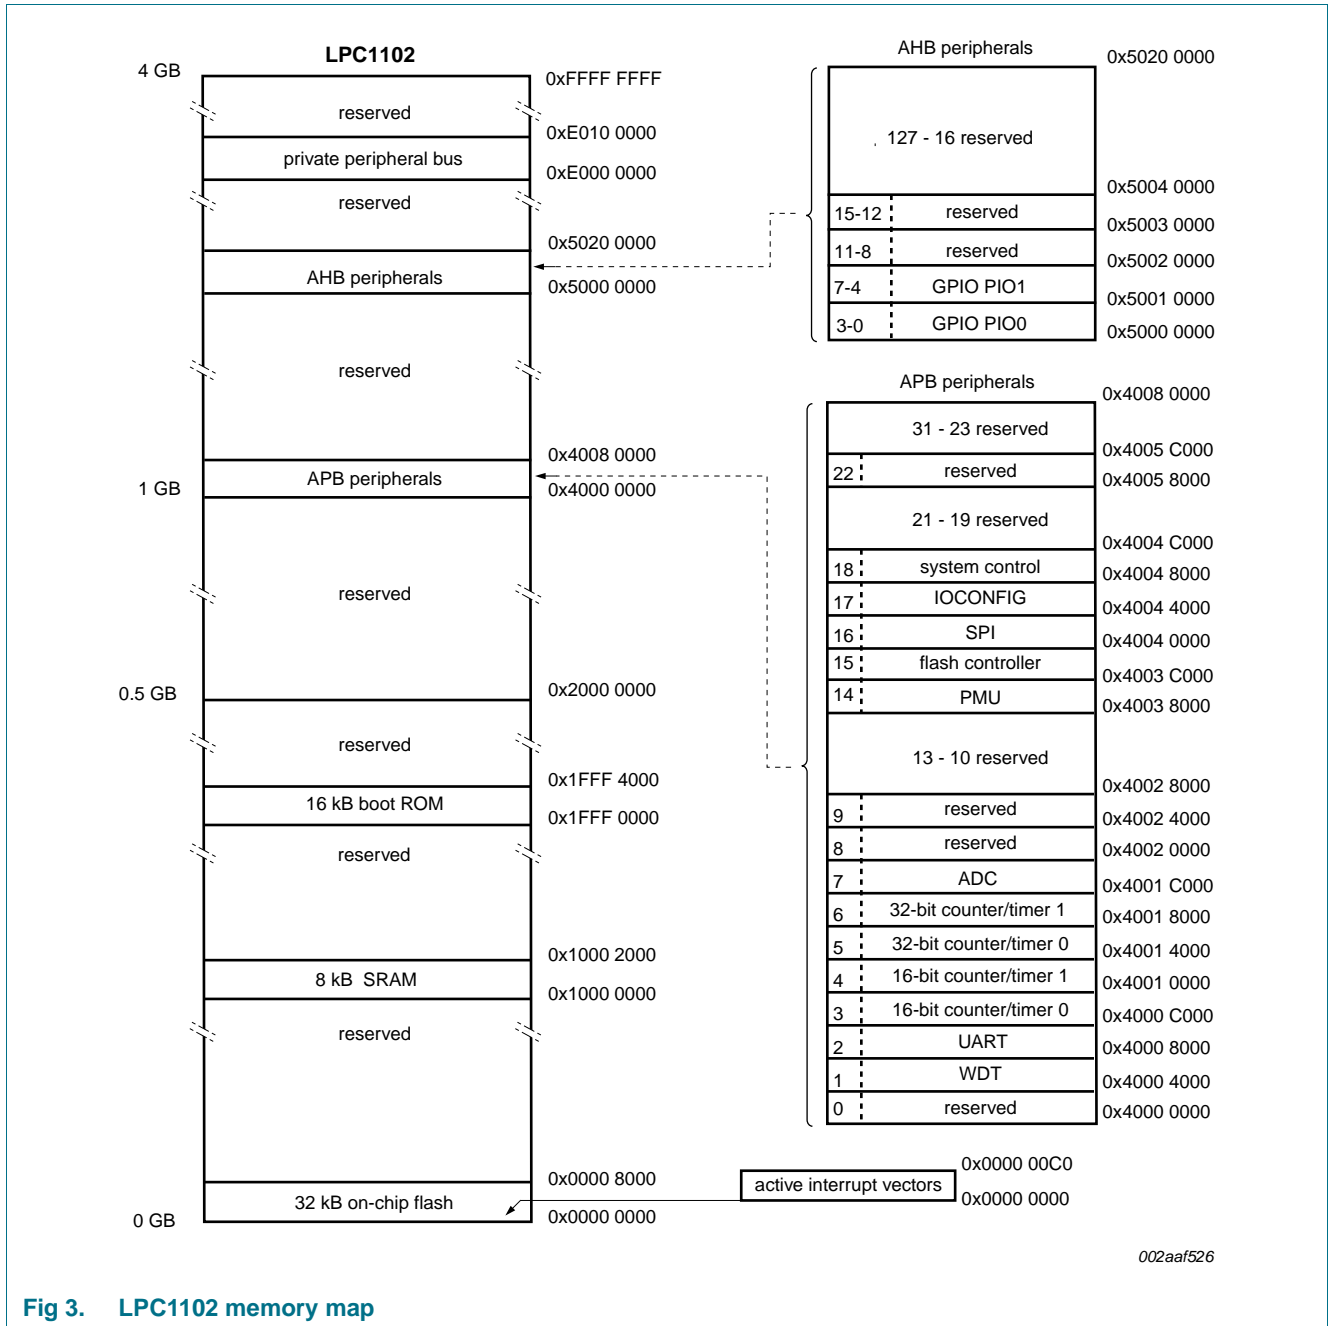 LPC1102
4 GB
0xFFFF FFFF
reserved
0xE010 0000
private peripheral bus
0xE000 0000
reserved
0x5020 0000
AHB peripherals
0x5000 0000
reserved
0x4008 0000
APB peripherals
1 GB
0x4000 0000
reserved
0x2000 0000
0.5 GB
reserved
0x1FFF 4000
16 kB boot ROM
0x1FFF 0000
reserved
0x1000 2000
8 kB SRAM
0x1000 0000
reserved
0x0000 8000
32 kB on-chip flash
0 GB
0x0000 0000
AHB peripherals
0x5020 0000
127 - 16 reserved
0x5004 0000
15-12 reserved
0x5003 0000
11-8 reserved
0x5002 0000
7-4 GPIO PIO1
0x5001 0000
3-0 GPIO PIO0
0x5000 0000
APB peripherals
0x4008 0000
31 - 23 reserved
0x4005 C000
22 reserved
0x4005 8000
21 - 19 reserved
0x4004 C000
18 system control
0x4004 8000
17 IOCONFIG
0x4004 4000
16 SPI
0x4004 0000
15 flash controller
0x4003 C000
14 PMU
0x4003 8000
13 - 10 reserved
0x4002 8000
9 reserved
0x4002 4000
8 reserved
0x4002 0000
7 ADC
0x4001 C000
6 32-bit counter/timer 1
0x4001 8000
5 32-bit counter/timer 0
0x4001 4000
4 16-bit counter/timer 1
0x4001 0000
3 16-bit counter/timer 0
0x4000 C000
2 UART
0x4000 8000
1 WDT
0x4000 4000
0 reserved
0x4000 0000
0x0000 00C0
active interrupt vectors
0x0000 0000
002aaf526
Fig 3. LPC1102 memory map